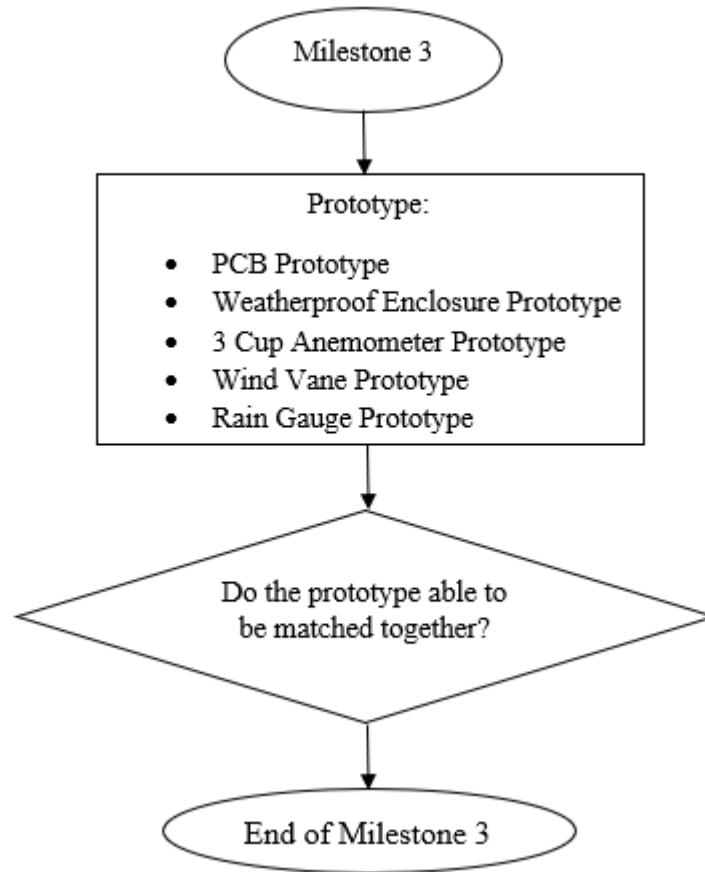 Milestone 3
Prototype:
• PCB Prototype
• Weatherproof Enclosure Prototype
• 3 Cup Anemometer Prototype
• Wind Vane Prototype
• Rain Gauge Prototype
Do the prototype able to
be matched together?
End of Milestone 3